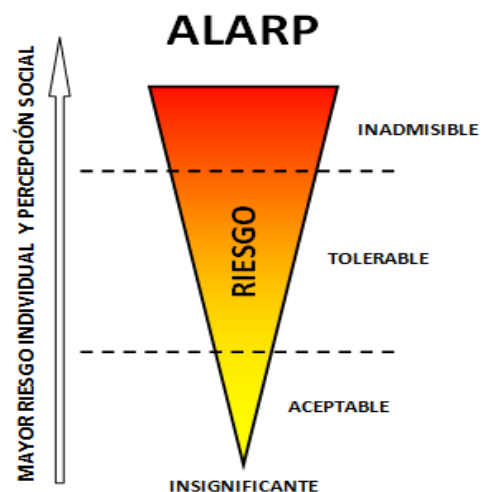 ALARP
MAYOR RIESGO INDIVIDUAL Y PERCEPCIÓN SOCIAL
INADMISIBLE
RIESGO
TOLERABLE
ACEPTABLE
INSIGNIFICANTE